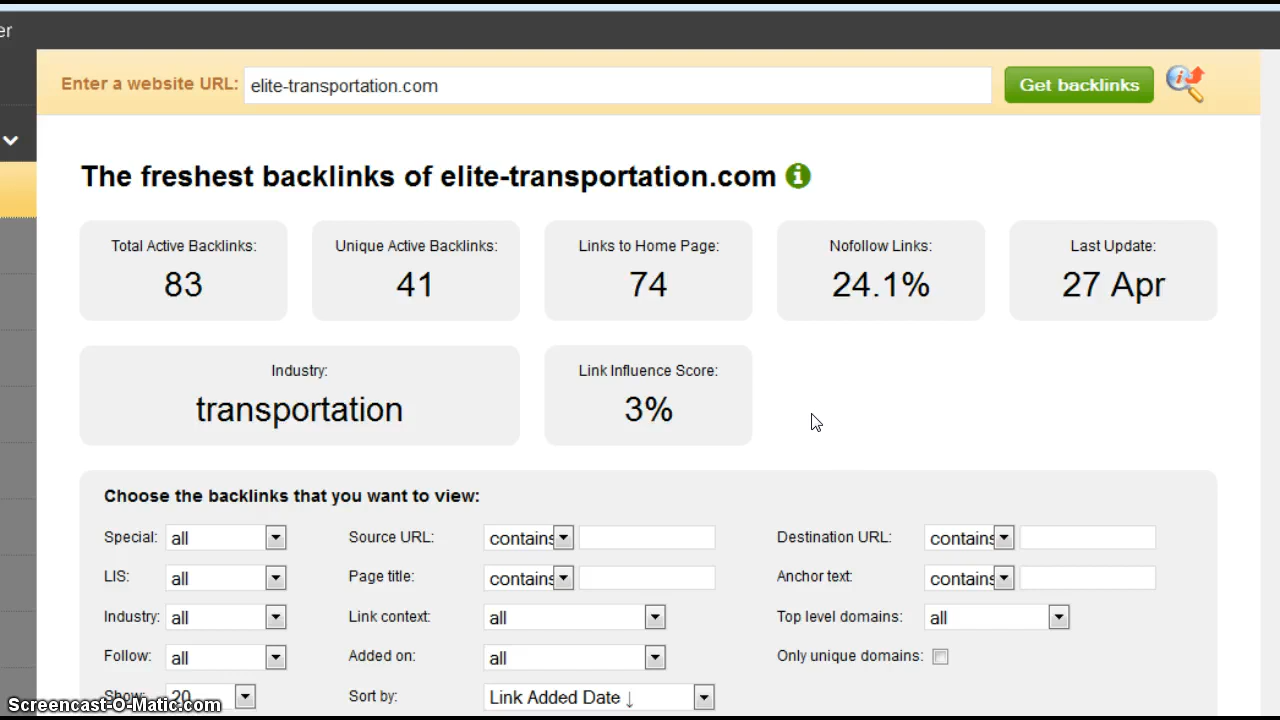 er
Enter a website URL: elite-transportation.com Get backlinks
The freshest backlinks of elite-transportation.com
Total Active Backlinks: Unique Active Backlinks: Links to Home Page: Nofollow Links: Last Update:
83 41 74 24.1% 27 Apr
Industry: Link Influence Score:
transportation 3%
Choose the backlinks that you want to view:
Special: all Source URL: contains Destination URL: contains
LIS: all Page title: contains Anchor text: contains
Industry: all Link context: all Top level domains: all
Follow: all Added on: all Only unique domains:
Show: 20 Sort by: Link Added Date ↓
Screencast-O-Matic.com